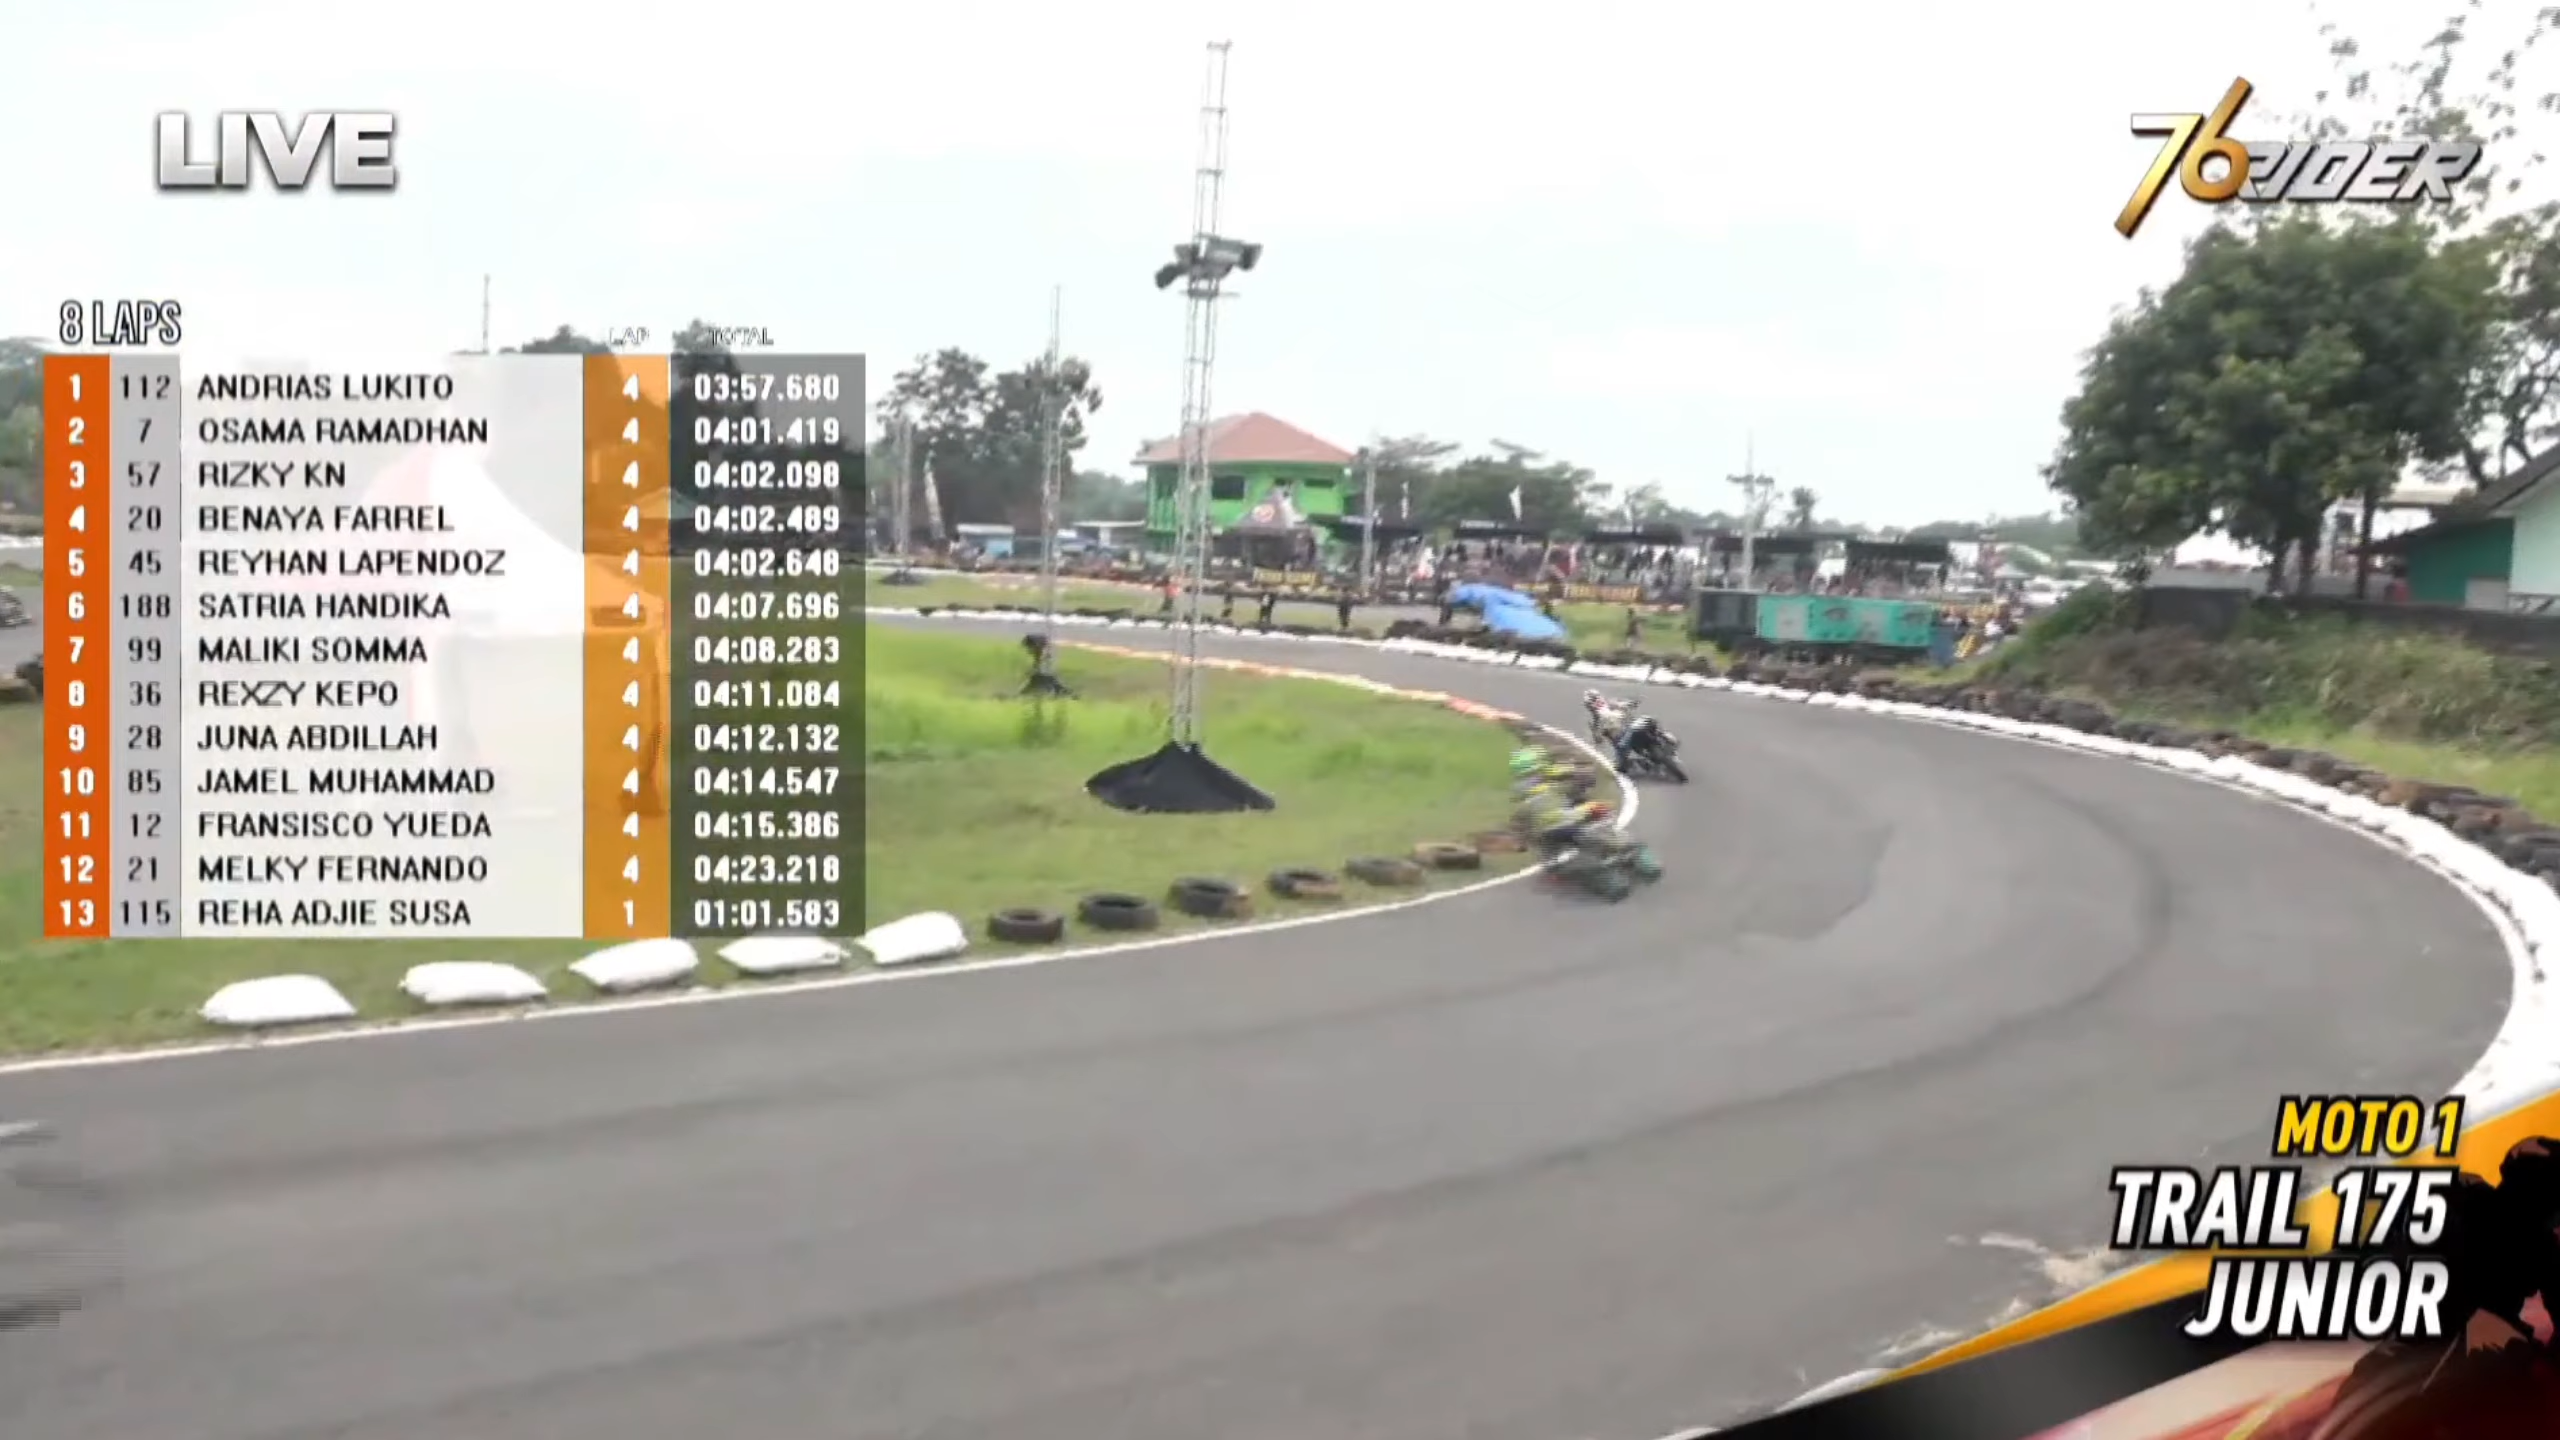 LIVE
76RIDER
8 LAPS
LAP TOTAL
1 112 ANDRIAS LUKITO 4 03:57.680
2 7 OSAMA RAMADHAN 4 04:01.419
3 57 RIZKY KN 4 04:02.098
4 20 BENAYA FARREL 4 04:02.489
5 45 REYHAN LAPENDOZ 4 04:02.648
6 188 SATRIA HANDIKA 4 04:07.696
7 99 MALIKI SOMMA 4 04:08.283
8 36 REXZY KEPO 4 04:11.084
9 28 JUNA ABDILLAH 4 04:12.132
10 85 JAMEL MUHAMMAD 4 04:14.547
11 12 FRANSISCO YUEDA 4 04:15.386
12 21 MELKY FERNANDO 4 04:23.218
13 115 REHA ADJIE SUSA 1 01:01.583
MOTO 1
TRAIL 175
JUNIOR